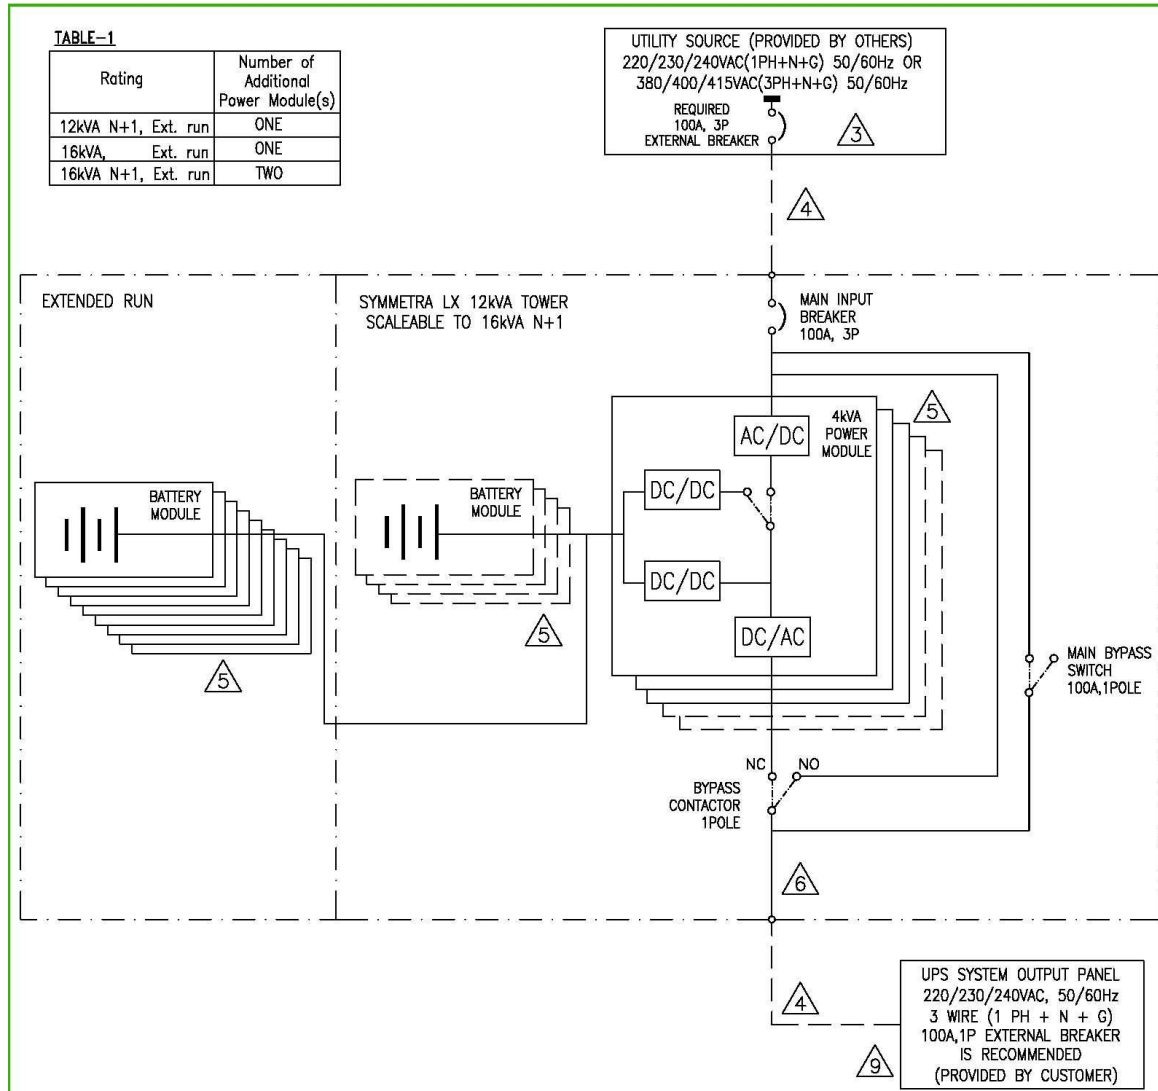 TABLE-1
Rating
Number of
Additional
Power Module(s)
12kVA N+1, Ext. run
ONE
16kVA, Ext. run
ONE
16kVA N+1, Ext. run
TWO
UTILITY SOURCE (PROVIDED BY OTHERS)
220/230/240VAC(1PH+N+G) 50/60Hz OR
380/400/415VAC(3PH+N+G) 50/60Hz
REQUIRED
100A, 3P
EXTERNAL BREAKER
3
4
EXTENDED RUN
SYMMETRA LX 12kVA TOWER
SCALEABLE TO 16kVA N+1
MAIN INPUT
BREAKER
100A, 3P
5
4kVA
POWER
MODULE
AC/DC
DC/DC
DC/DC
DC/AC
BATTERY
MODULE
BATTERY
MODULE
5
5
MAIN BYPASS
SWITCH
100A,1POLE
NC
NO
BYPASS
CONTACTOR
1POLE
6
4
9
UPS SYSTEM OUTPUT PANEL
220/230/240VAC, 50/60Hz
3 WIRE (1 PH + N + G)
100A,1P EXTERNAL BREAKER
IS RECOMMENDED
(PROVIDED BY CUSTOMER)